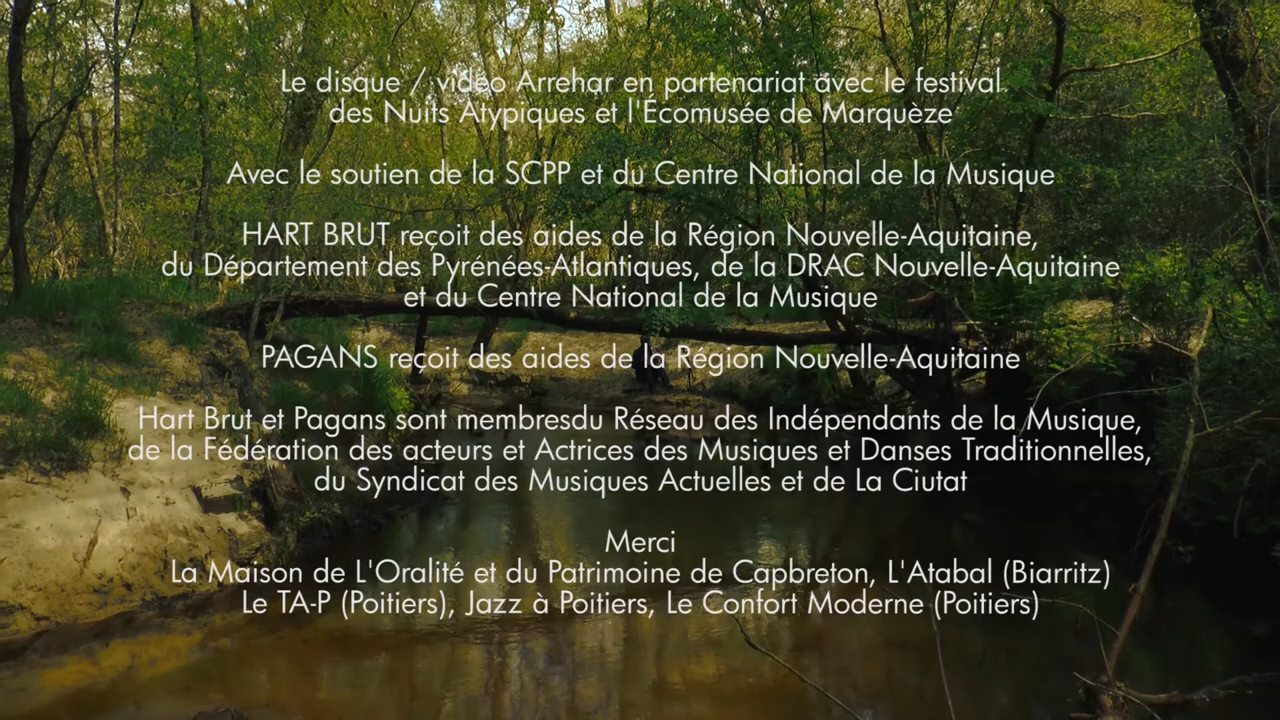 Le disque / vidéo Arrehar en partenariat avec le festival
des Nuits Atypiques et l'Écomusée de Marquèze
Avec le soutien de la SCPP et du Centre National de la Musique
HART BRUT reçoit des aides de la Région Nouvelle-Aquitaine,
du Département des Pyrénées-Atlantiques, de la DRAC Nouvelle-Aquitaine
et du Centre National de la Musique
PAGANS reçoit des aides de la Région Nouvelle-Aquitaine
Hart Brut et Pagans sont membresdu Réseau des Indépendants de la Musique,
de la Fédération des acteurs et Actrices des Musiques et Danses Traditionnelles,
du Syndicat des Musiques Actuelles et de La Ciutat
Merci
La Maison de L'Oralité et du Patrimoine de Capbreton, L'Atabal (Biarritz)
Le TA-P (Poitiers), Jazz à Poitiers, Le Confort Moderne (Poitiers)